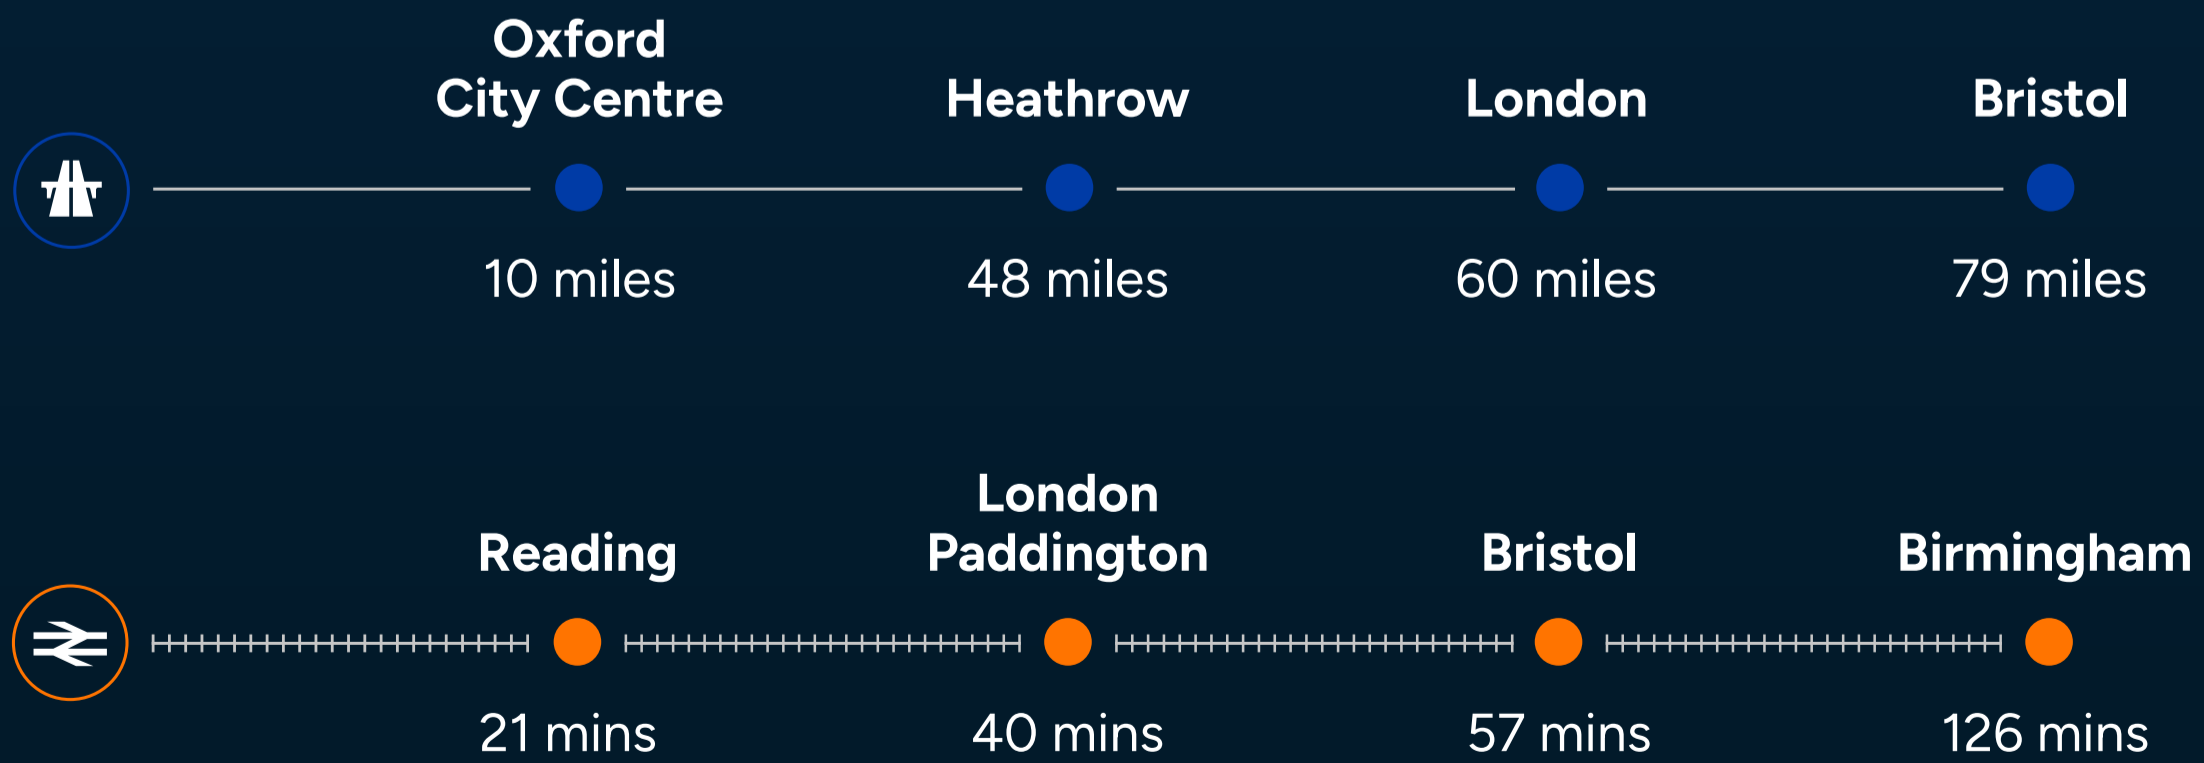 Oxford
City Centre
Heathrow
London
Bristol
10 miles
48 miles
60 miles
79 miles
Reading
London
Paddington
Bristol
Birmingham
21 mins
40 mins
57 mins
126 mins